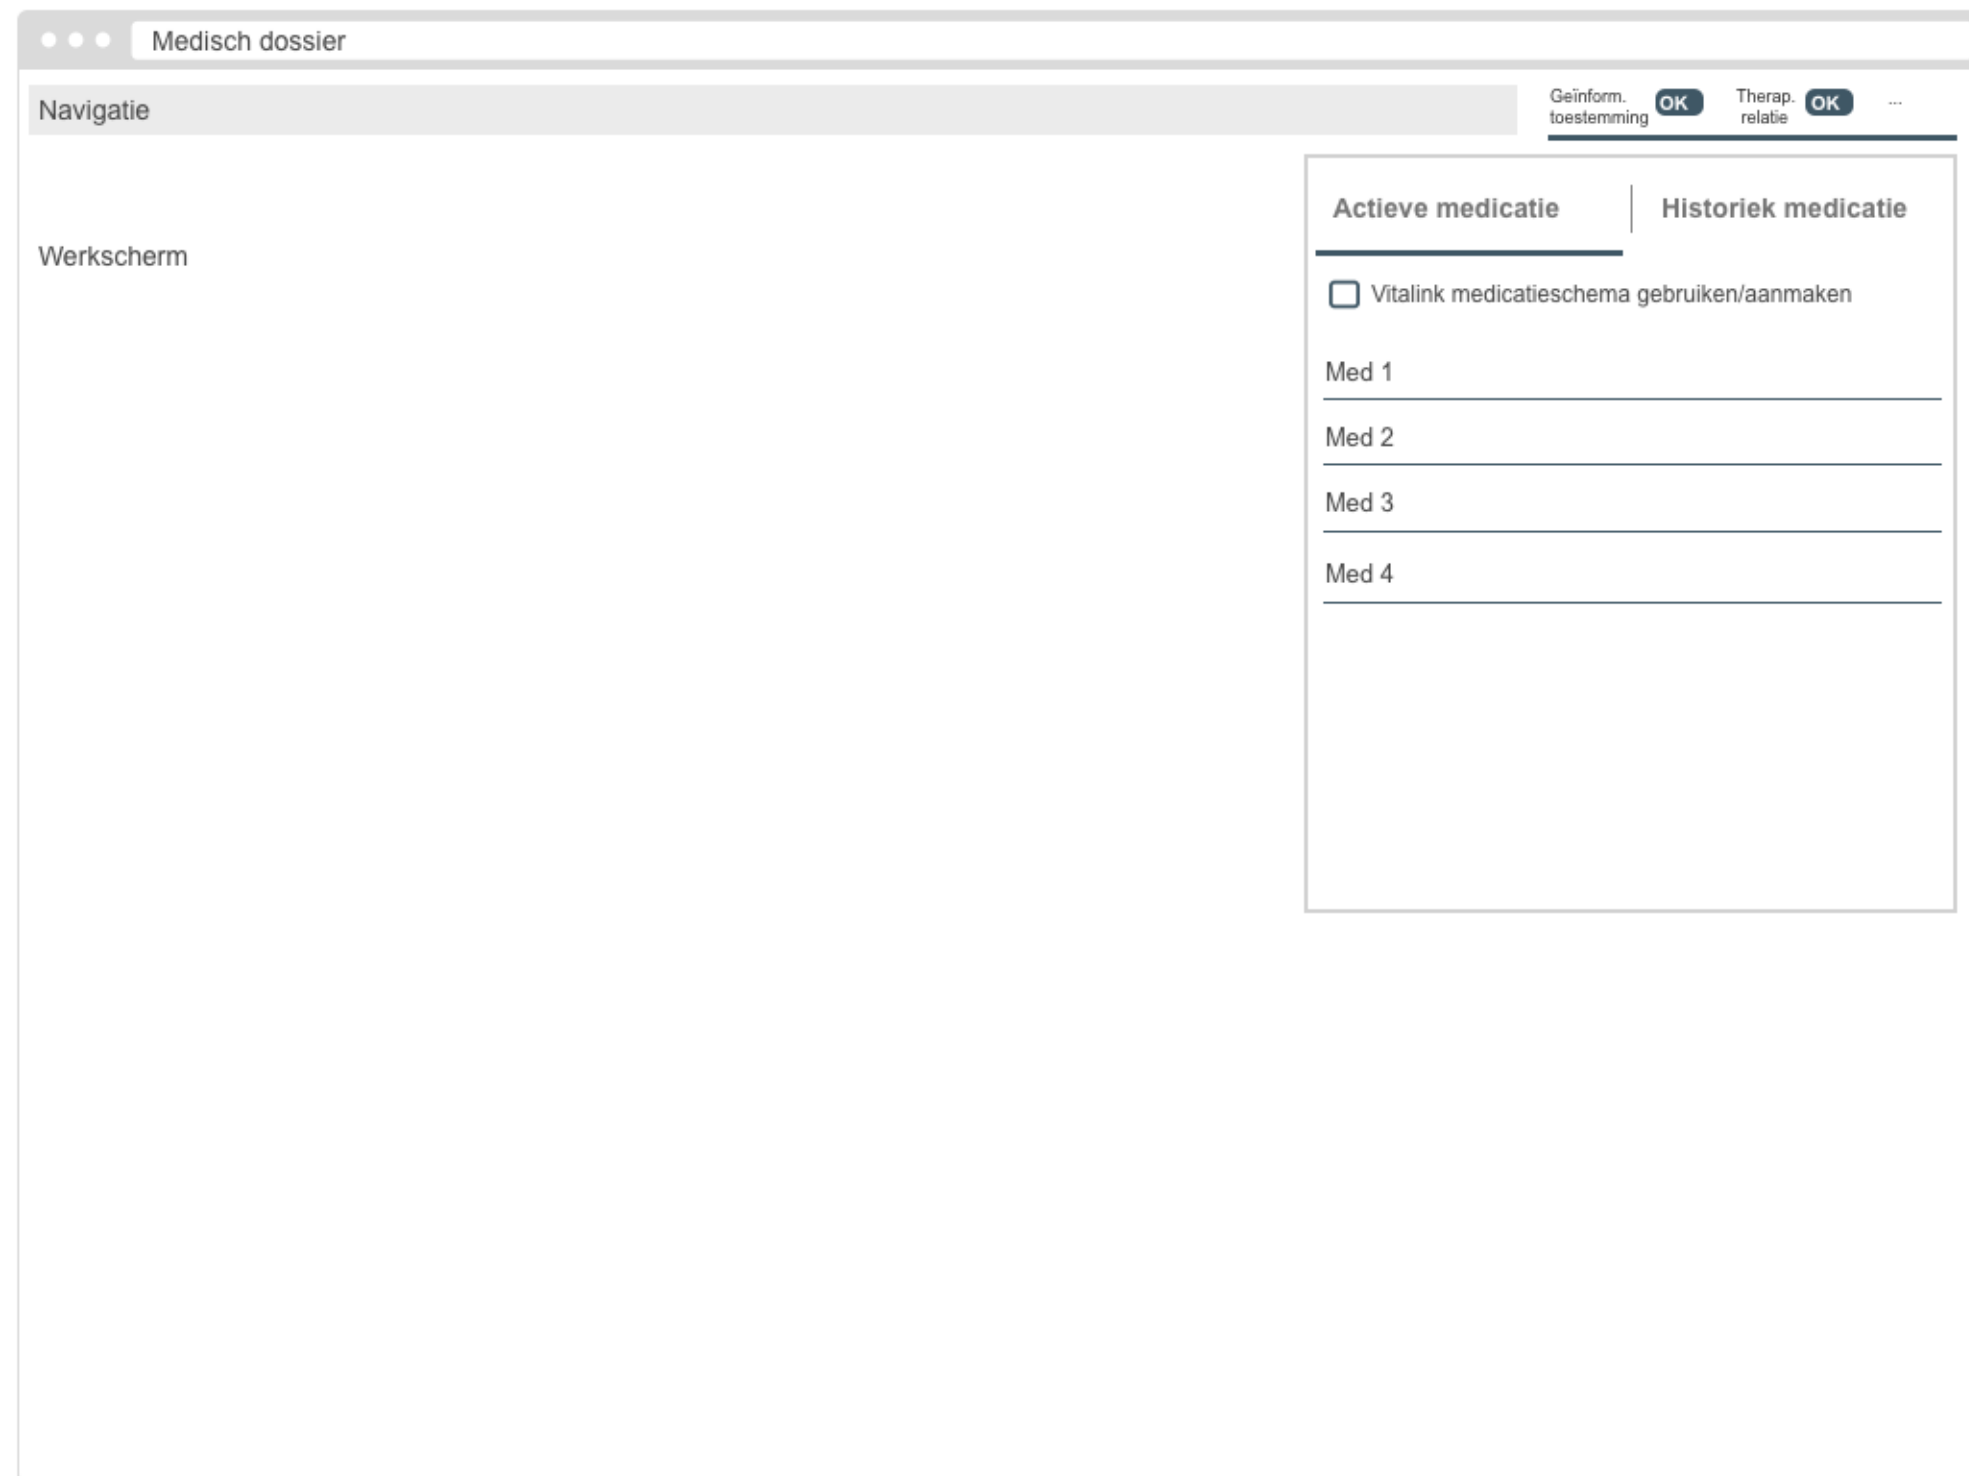 Medisch dossier
Navigatie
Geïnform.
toestemming
OK
Therap.
relatie
OK
...
Actieve medicatie
Historiek medicatie
Werkscherm
Vitalink medicatieschema gebruiken/aanmaken
Med 1
Med 2
Med 3
Med 4